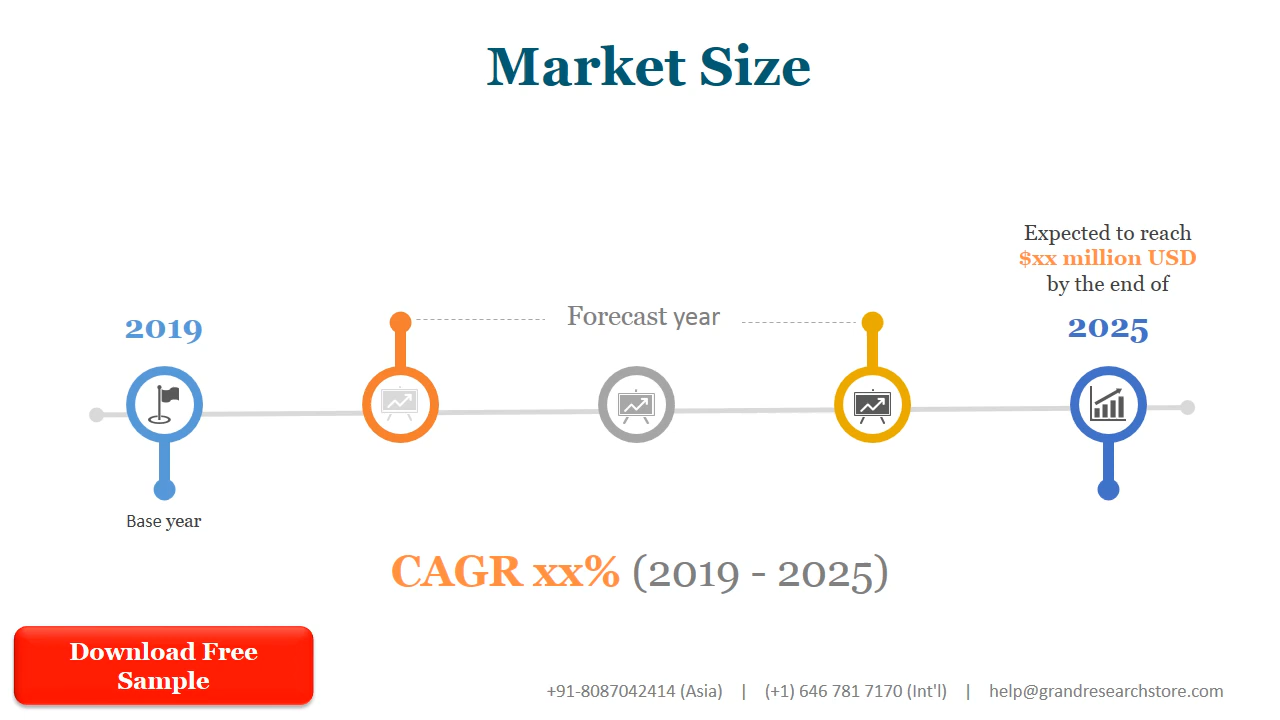 Market Size
Expected to reach
$xx million USD
by the end of
2019
Forecast year
2025
Base year
CAGR xx% (2019 - 2025)
Download Free
Sample
+91-8087042414 (Asia) | (+1) 646 781 7170 (Int'l) | help@grandresearchstore.com